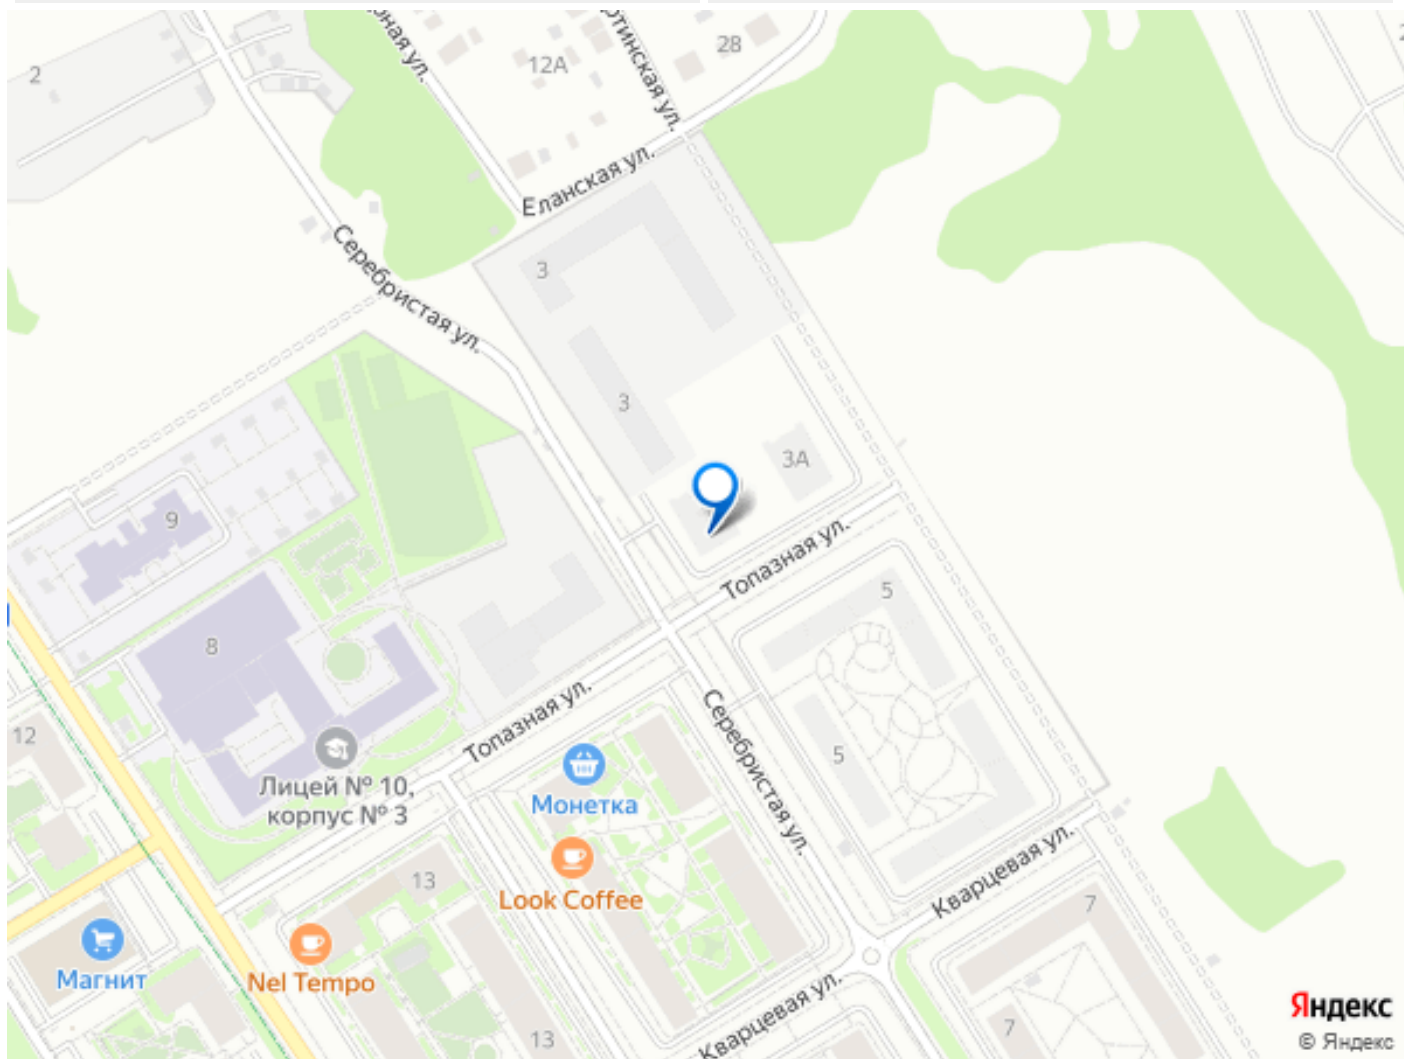 2
12А
28
Еланская ул.
Серебристая ул.
3
3
3А
9
Топазная ул.
5
8
Топазная ул.
Серебристая ул.
12
5
Лицей № 10,
корпус № 3
Монетка
Look Coffee
13
Кварцевая ул.
7
Магнит
Nel Tempo
13
Кварцевая ул.
7
Яндекс
© Яндекс